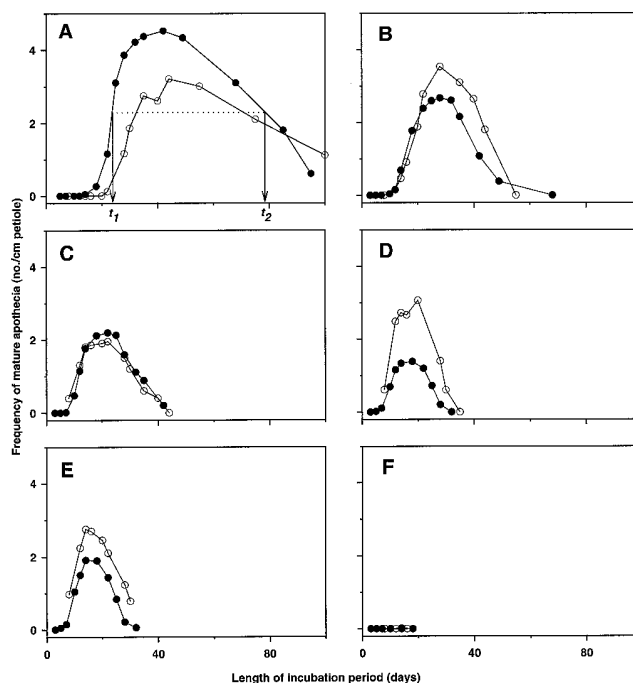 A
B
4
2
0
t1
t2
C
D
4
2
0
E
F
4
2
0
0
40
80
0
40
80
Frequency of mature apothecia (no./cm petiole)
Length of incubation period (days)